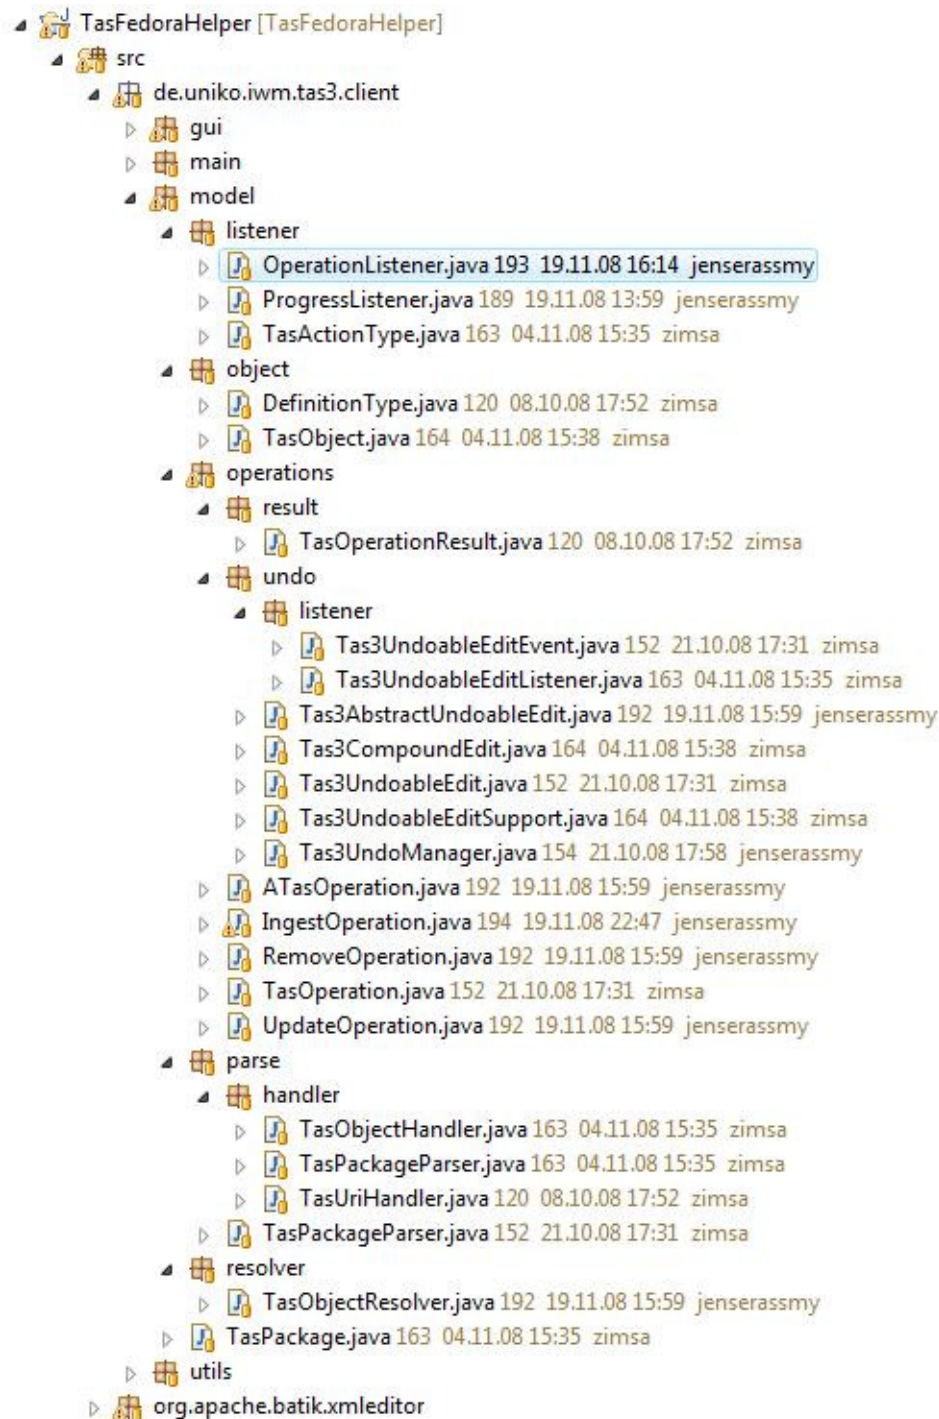 TasFedoraHelper [TasFedoraHelper]
src
de.uniko.iwm.tas3.client
gui
main
model
listener
OperationListener.java 193 19.11.08 16:14 jenserassmy
ProgressListener.java 189 19.11.08 13:59 jenserassmy
TasActionType.java 163 04.11.08 15:35 zimsa
object
DefinitionType.java 120 08.10.08 17:52 zimsa
TasObject.java 164 04.11.08 15:38 zimsa
operations
result
TasOperationResult.java 120 08.10.08 17:52 zimsa
undo
listener
Tas3UndoableEditEvent.java 152 21.10.08 17:31 zimsa
Tas3UndoableEditListener.java 163 04.11.08 15:35 zimsa
Tas3AbstractUndoableEdit.java 192 19.11.08 15:59 jenserassmy
Tas3CompoundEdit.java 164 04.11.08 15:38 zimsa
Tas3UndoableEdit.java 152 21.10.08 17:31 zimsa
Tas3UndoableEditSupport.java 164 04.11.08 15:38 zimsa
Tas3UndoManager.java 154 21.10.08 17:58 jenserassmy
ATasOperation.java 192 19.11.08 15:59 jenserassmy
IngestOperation.java 194 19.11.08 22:47 jenserassmy
RemoveOperation.java 192 19.11.08 15:59 jenserassmy
TasOperation.java 152 21.10.08 17:31 zimsa
UpdateOperation.java 192 19.11.08 15:59 jenserassmy
parse
handler
TasObjectHandler.java 163 04.11.08 15:35 zimsa
TasPackageParser.java 163 04.11.08 15:35 zimsa
TasUriHandler.java 120 08.10.08 17:52 zimsa
TasPackageParser.java 152 21.10.08 17:31 zimsa
resolver
TasObjectResolver.java 192 19.11.08 15:59 jenserassmy
TasPackage.java 163 04.11.08 15:35 zimsa
utils
org.apache.batik.xmleditor